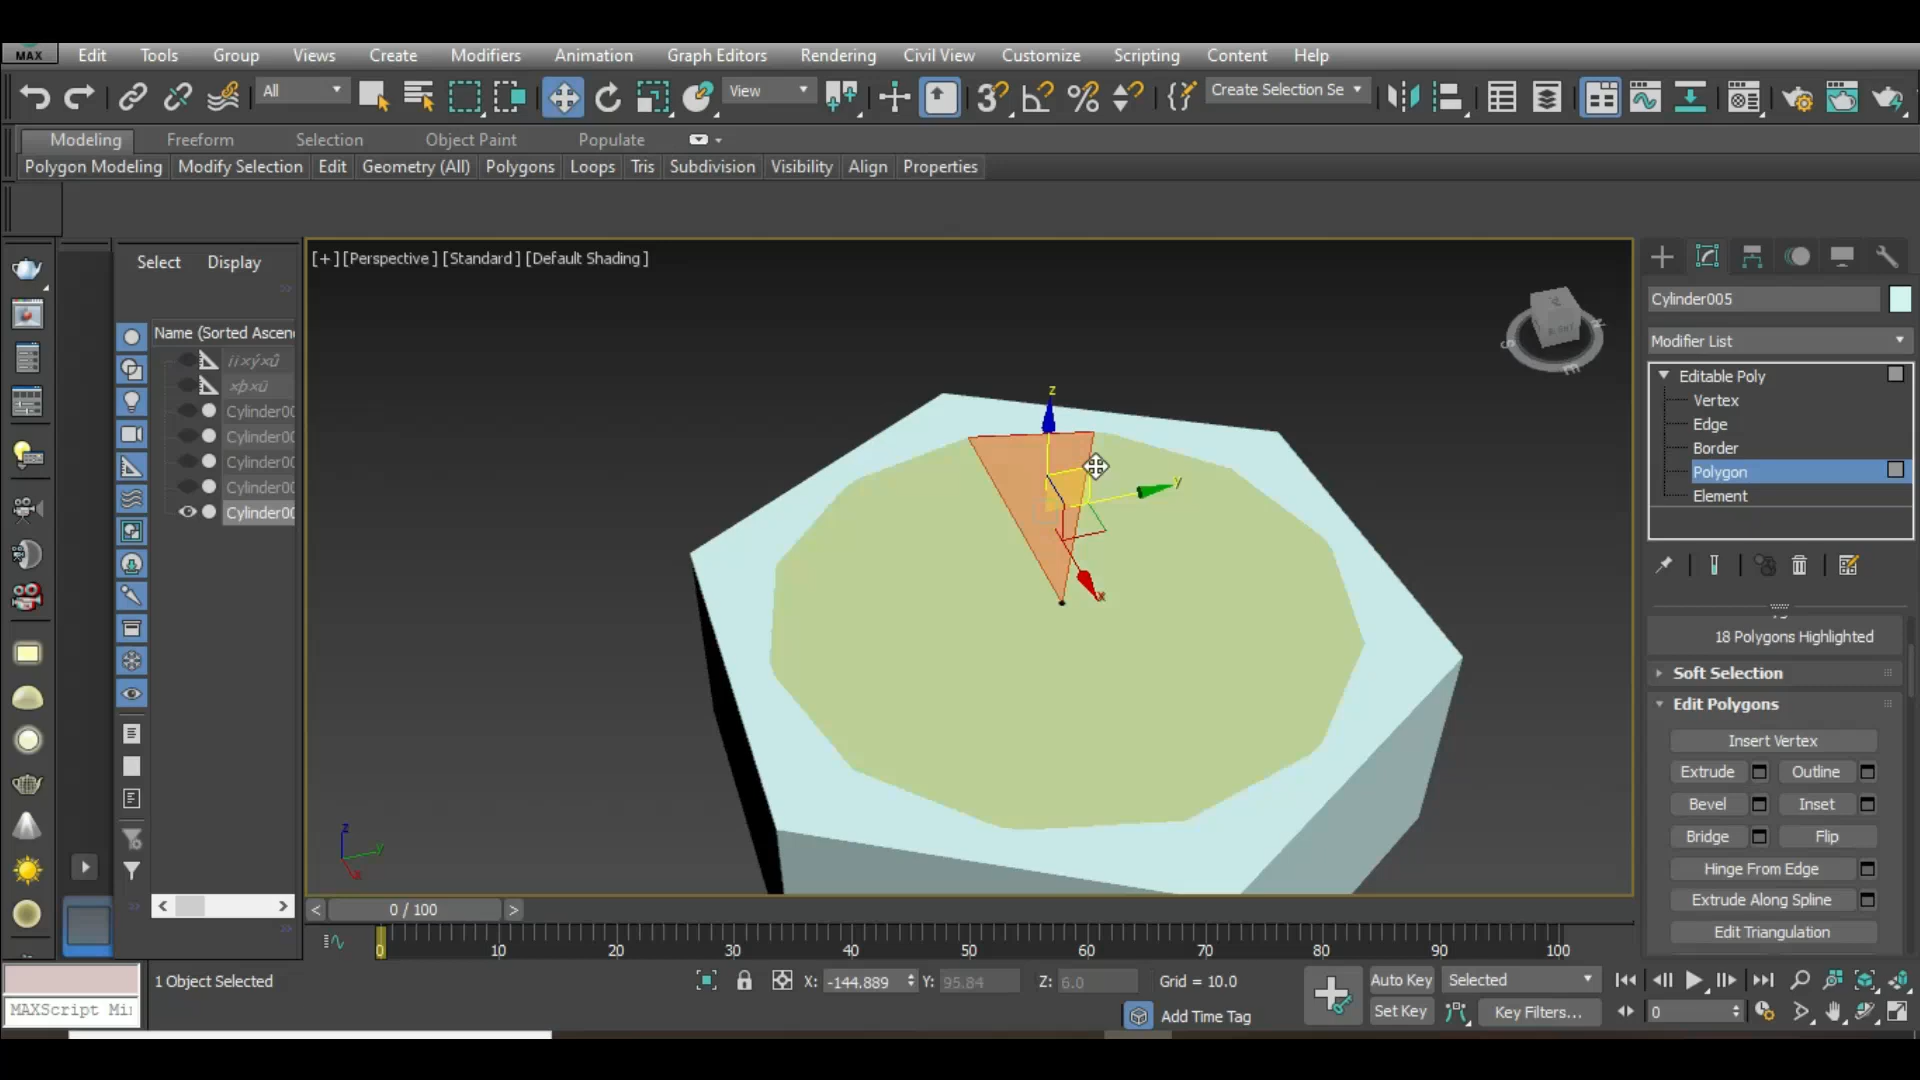 MAX
Edit Tools Group Views Create Modifiers Animation Graph Editors Rendering Civil View Customize Scripting Content Help
All View Create Selection Se
Modeling Freeform Selection Object Paint Populate
Polygon Modeling Modify Selection Edit Geometry (All) Polygons Loops Tris Subdivision Visibility Align Properties
Select Display
Name (Sorted Ascen
Cylinder00
Cylinder00
Cylinder00
Cylinder00
Cylinder00
[+] [Perspective ] [Standard ] [Default Shading ]
z
y
x
z
y
x
Cylinder005
Modifier List
Editable Poly
Vertex
Edge
Border
Polygon
Element
18 Polygons Highlighted
Soft Selection
Edit Polygons
Insert Vertex
Extrude Outline
Bevel Inset
Bridge Flip
Hinge From Edge
Extrude Along Spline
Edit Triangulation
< 0 / 100 >
0 10 20 30 40 50 60 70 80 90 100
1 Object Selected X: -144.889 Y: 95.84 Z: 6.0 Grid = 10.0 Auto Key Selected
MAXScript Mi Add Time Tag Set Key Key Filters... 0